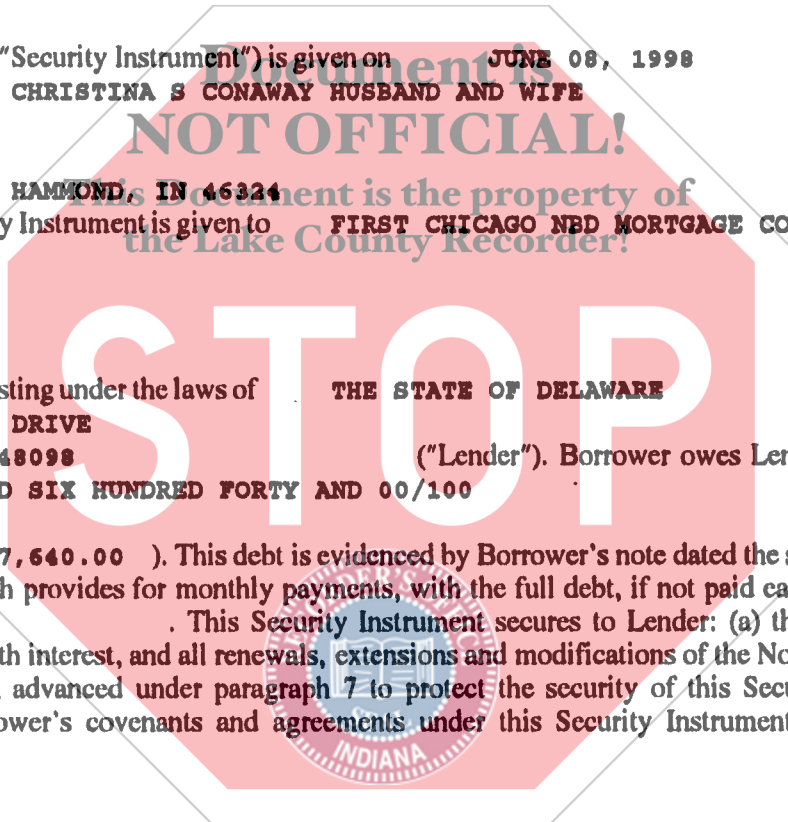 "Security Instrument") is given on JUNE 08, 1998
CHRISTINA S CONAWAY HUSBAND AND WIFE
Document is
NOT OFFICIAL!
HAMMOND, IN 46324
This Document is the property of
y Instrument is given to FIRST CHICAGO NBD MORTGAGE CO
the Lake County Recorder!
STOP
sting under the laws of THE STATE OF DELAWARE
DRIVE
48098 ("Lender"). Borrower owes Len
D SIX HUNDRED FORTY AND 00/100
7,640.00 ). This debt is evidenced by Borrower's note dated the s
h provides for monthly payments, with the full debt, if not paid ea
. This Security Instrument secures to Lender: (a) th
th interest, and all renewals, extensions and modifications of the No
, advanced under paragraph 7 to protect the security of this Secu
ower's covenants and agreements under this Security Instrument
RECORDER'S OFFICE
SEAL
INDIANA